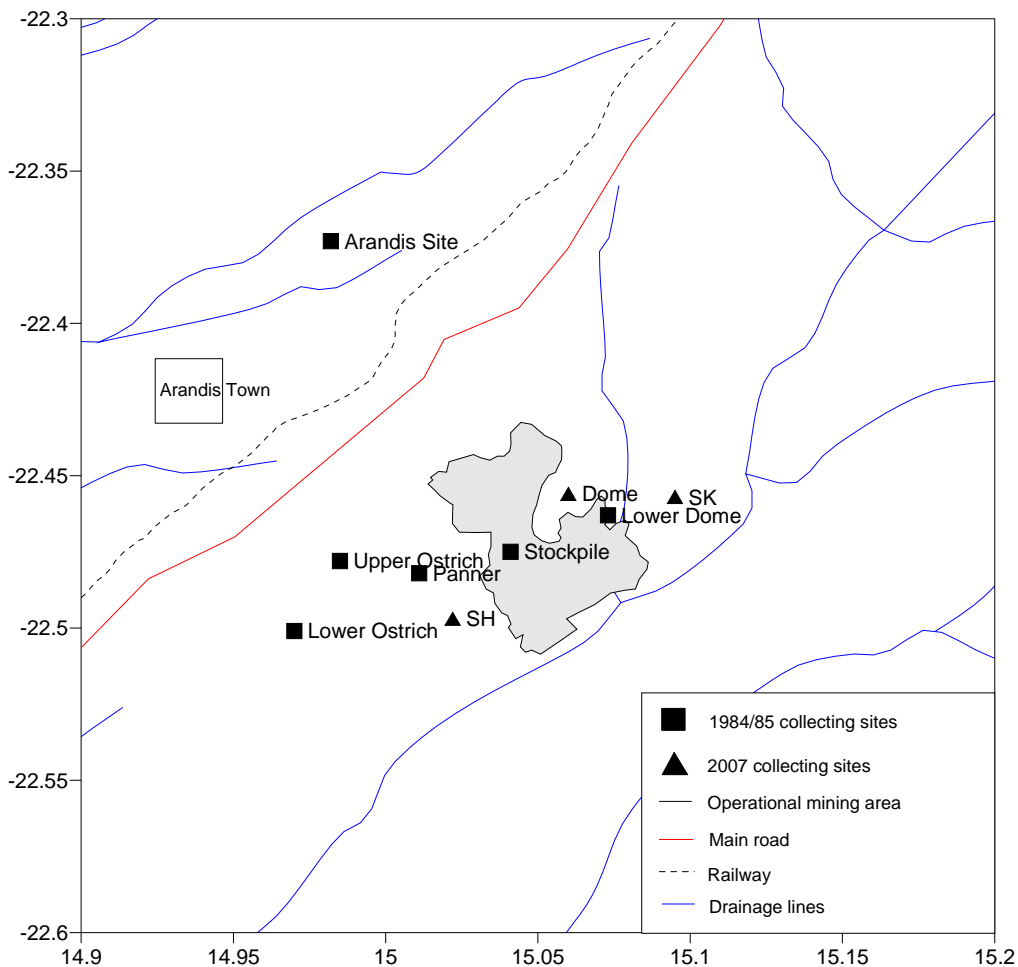 -22.3
-22.35
Arandis Site
-22.4
Arandis Town
-22.45
Dome
SK
Lower Dome
Stockpile
Upper Ostrich
Panner
SH
-22.5
Lower Ostrich
1984/85 collecting sites
2007 collecting sites
-22.55
Operational mining area
Main road
Railway
Drainage lines
-22.6
14.9 14.95 15 15.05 15.1 15.15 15.2